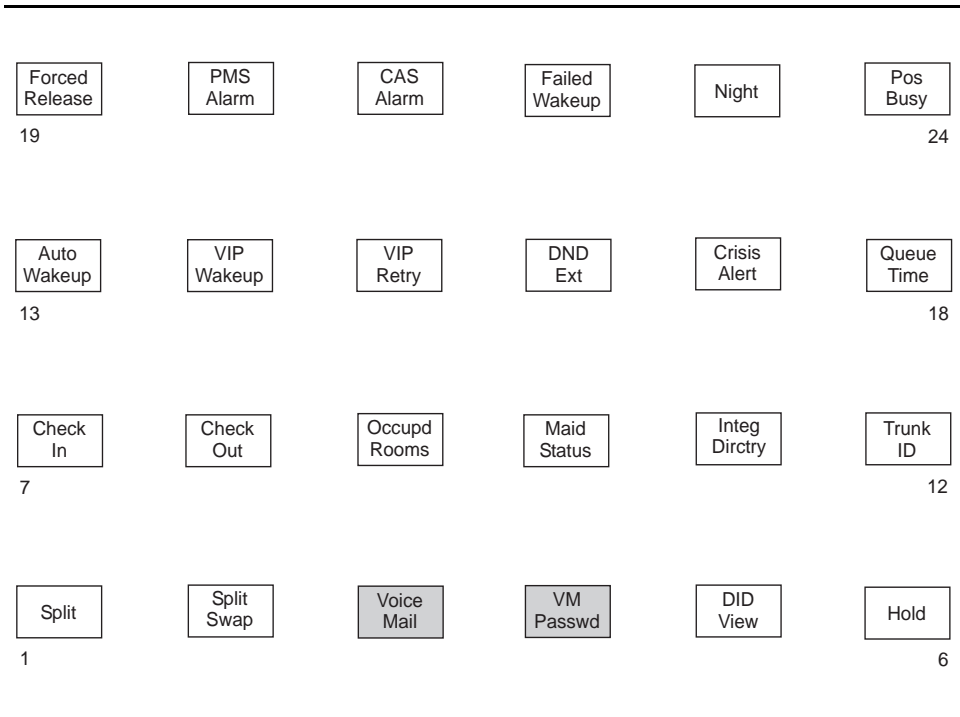 Forced
Release
PMS
Alarm
CAS
Alarm
Failed
Wakeup
Night
Pos
Busy
19
24
Auto
Wakeup
VIP
Wakeup
VIP
Retry
DND
Ext
Crisis
Alert
Queue
Time
13
18
Check
In
Check
Out
Occupd
Rooms
Maid
Status
Integ
Dirctry
Trunk
ID
7
12
Split
Split
Swap
Voice
Mail
VM
Passwd
DID
View
Hold
1
6